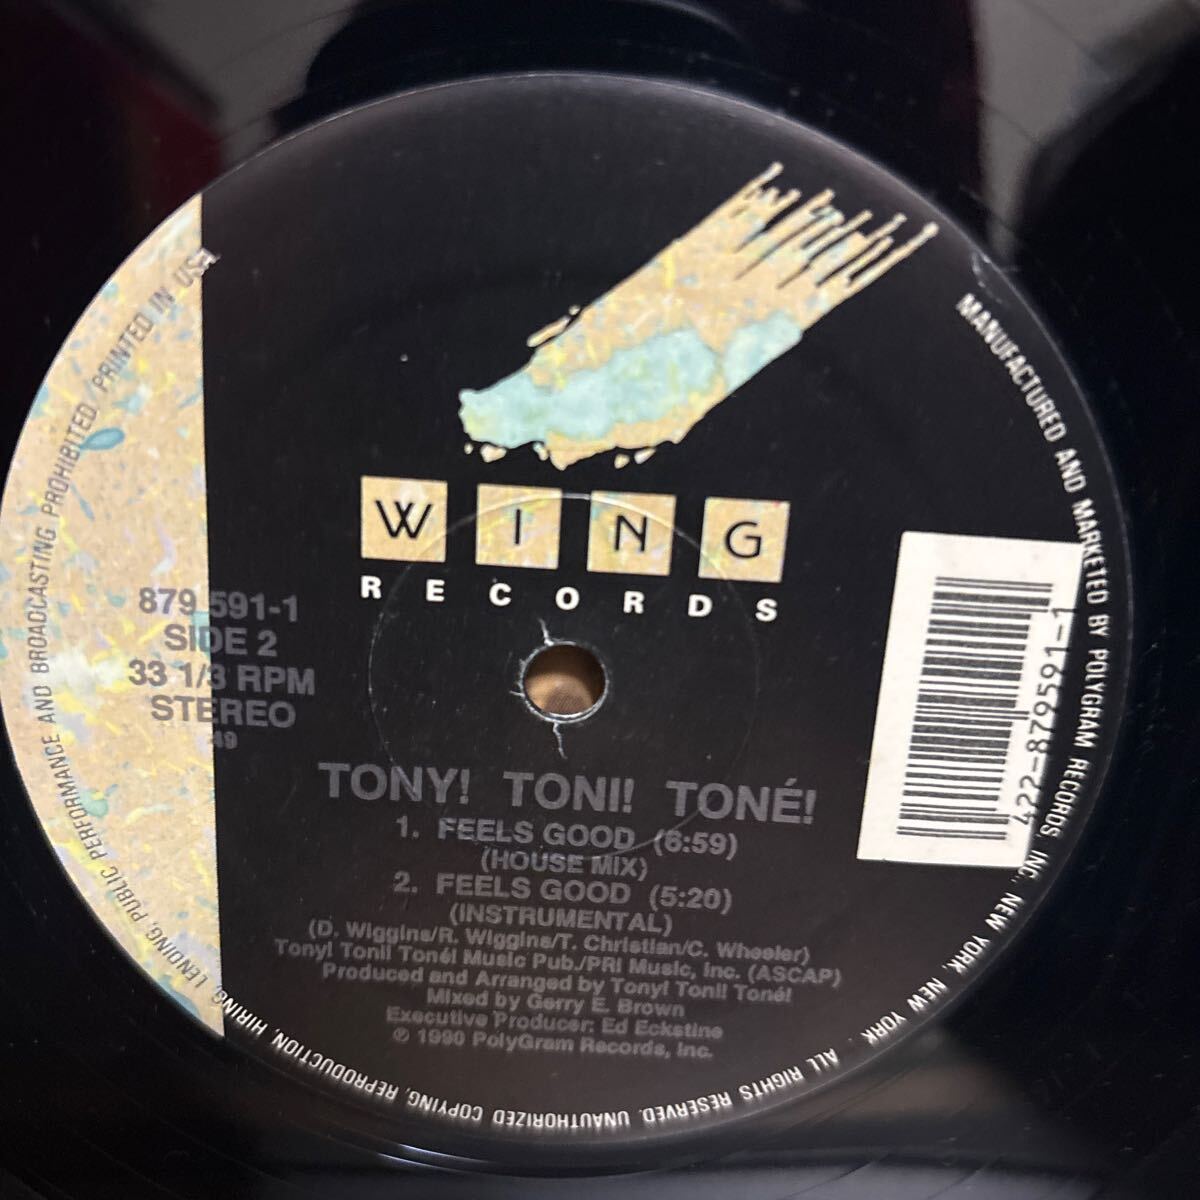 WING
RECORDS
879 591-1
SIDE 2
33 1/3 RPM
STEREO
49
TONY! TONI! TONÉ!
1. FEELS GOOD (6:59)
(HOUSE MIX)
2. FEELS GOOD (5:20)
(INSTRUMENTAL)
(D. Wiggins/R. Wiggins/T. Christian/C. Wheeler)
Tony! Toni! Toné! Music Pub./PRI Music, Inc. (ASCAP)
Produced and Arranged by Tony! Toni! Toné!
Mixed by Gerry E. Brown
Executive Producer: Ed Eckstine
℗ 1990 PolyGram Records, Inc.
422-879591-1
MANUFACTURED AND MARKETED BY POLYGRAM RECORDS, INC., NEW YORK, NEW YORK . ALL RIGHTS RESERVED. UNAUTHORIZED COPYING, REPRODUCTION, HIRING, LENDING, PUBLIC PERFORMANCE AND BROADCASTING PROHIBITED. PRINTED IN USA.